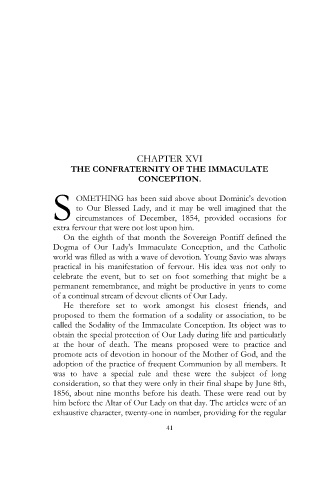 CHAPTER XVI
THE CONFRATERNITY OF THE IMMACULATE
CONCEPTION.
SOMETHING has been said above about Dominic's devotion
to Our Blessed Lady, and it may be well imagined that the
circumstances of December, 1854, provided occasions for
extra fervour that were not lost upon him.
On the eighth of that month the Sovereign Pontiff defined the
Dogma of Our Lady's Immaculate Conception, and the Catholic
world was filled as with a wave of devotion. Young Savio was always
practical in his manifestation of fervour. His idea was not only to
celebrate the event, but to set on foot something that might be a
permanent remembrance, and might be productive in years to come
of a continual stream of devout clients of Our Lady.
He therefore set to work amongst his closest friends, and
proposed to them the formation of a sodality or association, to be
called the Sodality of the Immaculate Conception. Its object was to
obtain the special protection of Our Lady during life and particularly
at the hour of death. The means proposed were to practice and
promote acts of devotion in honour of the Mother of God, and the
adoption of the practice of frequent Communion by all members. It
was to have a special rule and these were the subject of long
consideration, so that they were only in their final shape by June 8th,
1856, about nine months before his death. These were read out by
him before the Altar of Our Lady on that day. The articles were of an
exhaustive character, twenty-one in number, providing for the regular
41